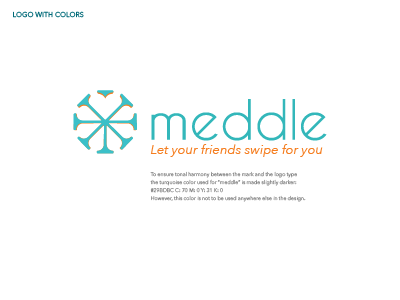 LOGO WITH COLORS
meddle
Let your friends swipe for you
To ensure tonal harmony between the mark and the logo type
the turquoise color used for "meddle" is made slightly darker:
#29BDBC C: 70 M: 0 Y: 31 K: 0
However, this color is not to be used anywhere else in the design.